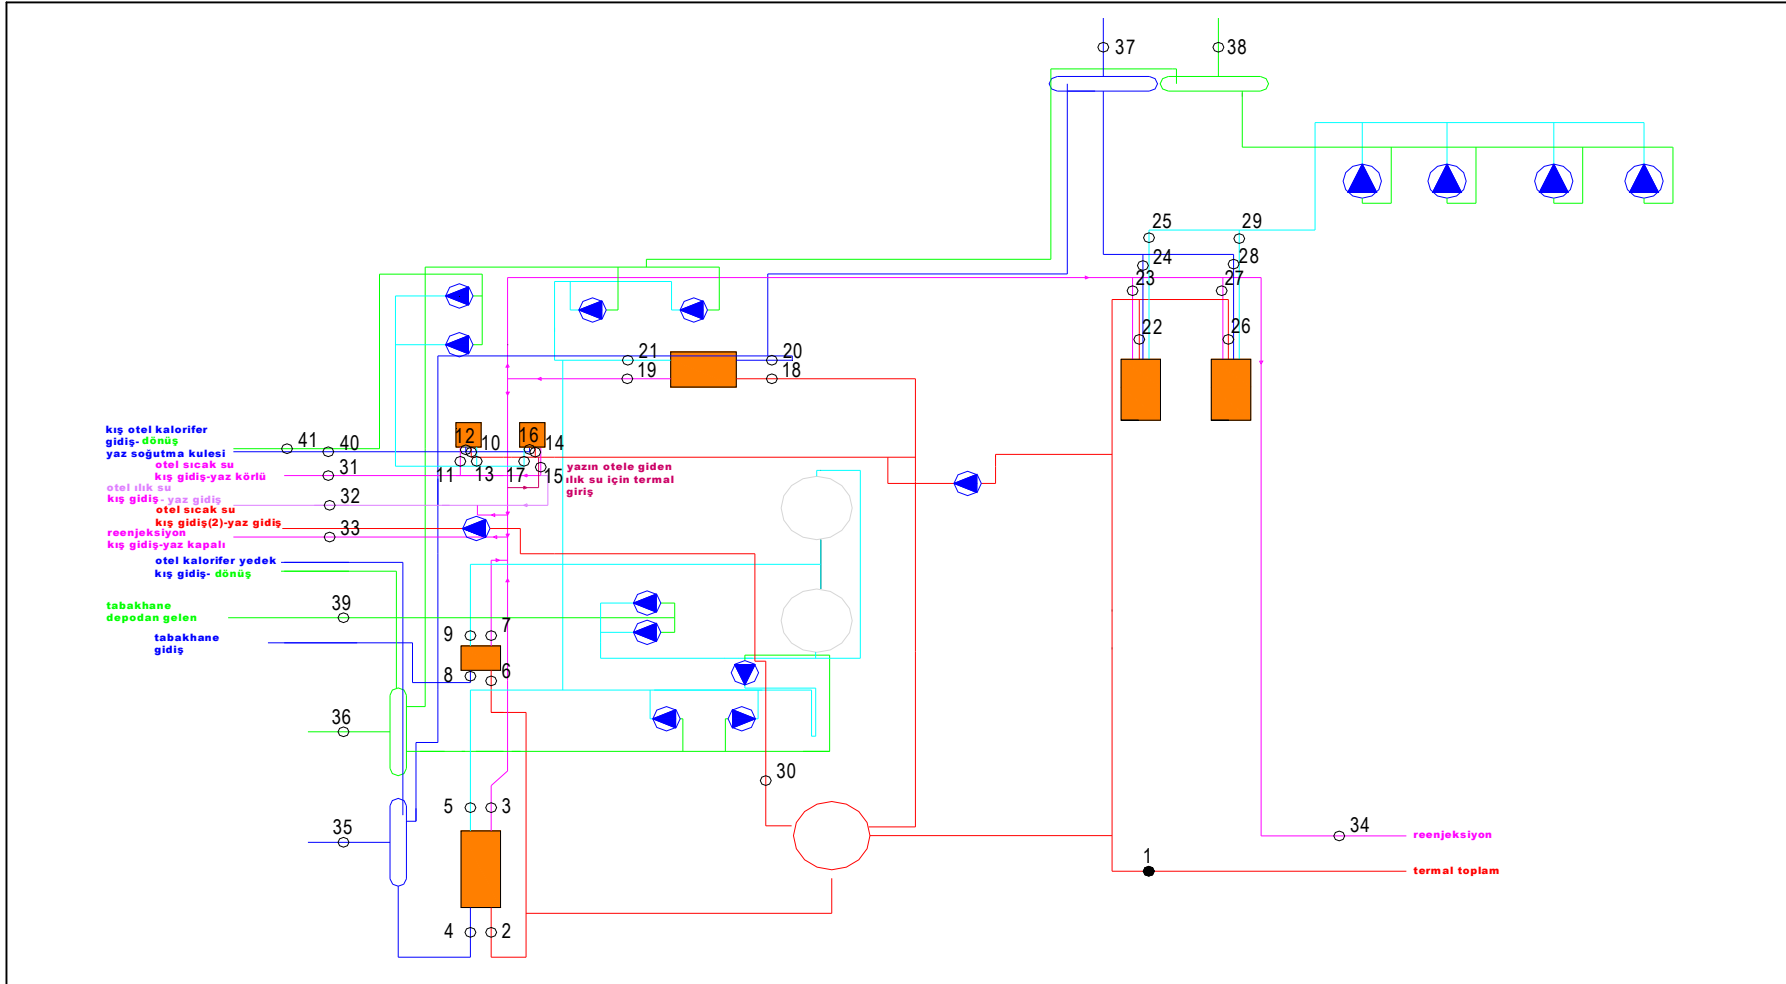 37
38
25
29
24
28
23
27
22
26
21
20
19
18
kış otel kalorifer
gidiş- dönüş
yaz soğutma kulesi
41
40
12
10
16
14
otel sıcak su
kış gidiş-yaz körlü
31
11
13
17
15
yazın otele giden
ılık su için termal
giriş
otel ılık su
kış gidiş- yaz gidiş
32
otel sıcak su
kış gidiş(2)-yaz gidiş
reenjeksiyon
kış gidiş-yaz kapalı
33
otel kalorifer yedek
kış gidiş- dönüş
tabakhane
depodan gelen
39
tabakhane
gidiş
9
7
8
6
36
30
5
3
35
34
reenjeksiyon
1
termal toplam
4
2